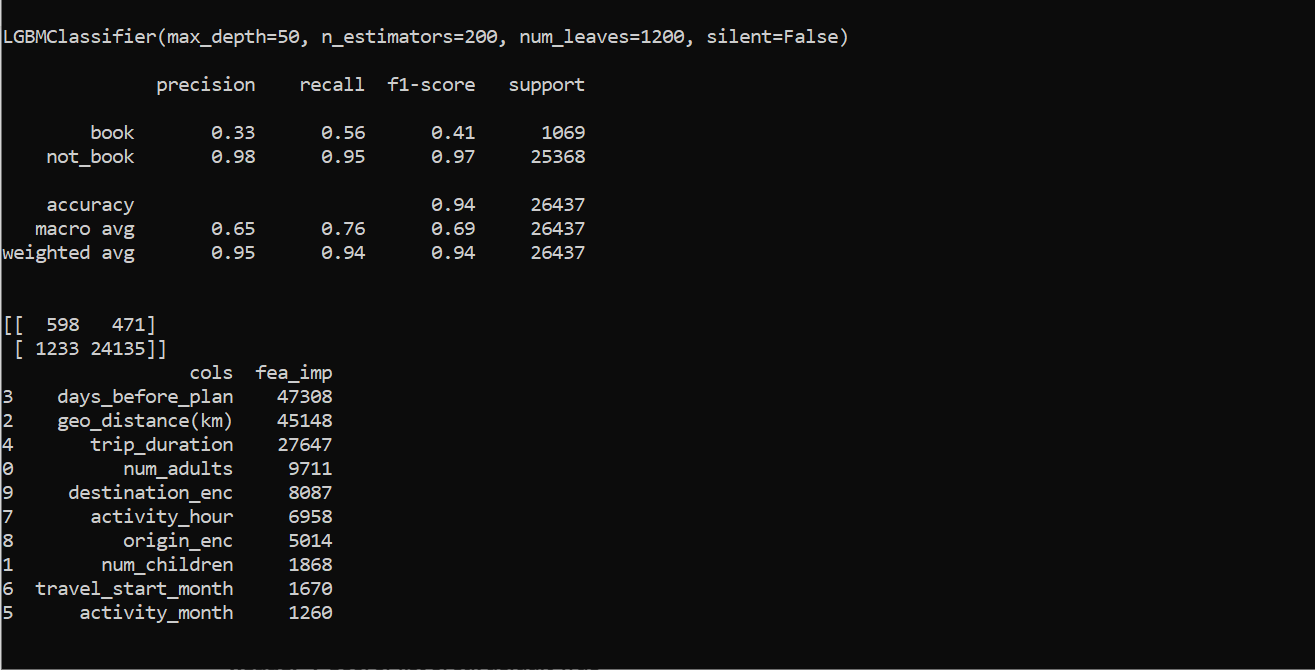 LGBMClassifier(max_depth=50, n_estimators=200, num_leaves=1200, silent=False)
precision recall f1-score support
book 0.33 0.56 0.41 1069
not_book 0.98 0.95 0.97 25368
accuracy 0.94 26437
macro avg 0.65 0.76 0.69 26437
weighted avg 0.95 0.94 0.94 26437
[[ 598 471]
[ 1233 24135]]
cols fea_imp
3 days_before_plan 47308
2 geo_distance(km) 45148
4 trip_duration 27647
0 num_adults 9711
9 destination_enc 8087
7 activity_hour 6958
8 origin_enc 5014
1 num_children 1868
6 travel_start_month 1670
5 activity_month 1260